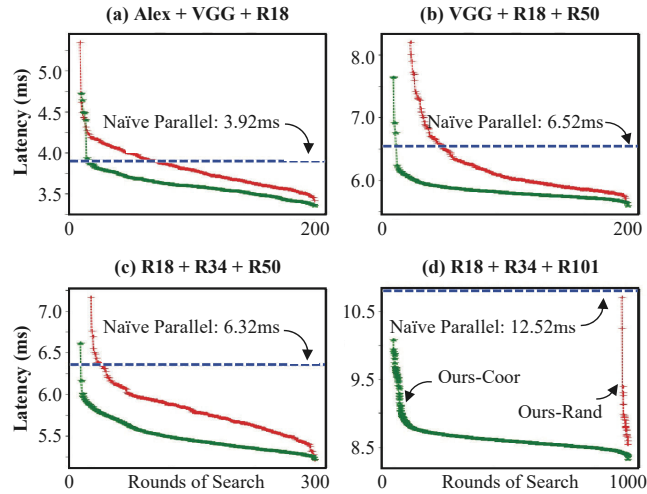 (a) Alex + VGG + R18
(b) VGG + R18 + R50
Latency (ms)
5.0
4.5
4.0
3.5
Naïve Parallel: 3.92ms
0
200
8.0
7.0
6.0
Naïve Parallel: 6.52ms
0
200
(c) R18 + R34 + R50
(d) R18 + R34 + R101
Latency (ms)
7.0
6.5
6.0
5.5
Naïve Parallel: 6.32ms
0
Rounds of Search
300
10.5
9.5
8.5
Naïve Parallel: 12.52ms
Ours-Coor
Ours-Rand
0
Rounds of Search
1000